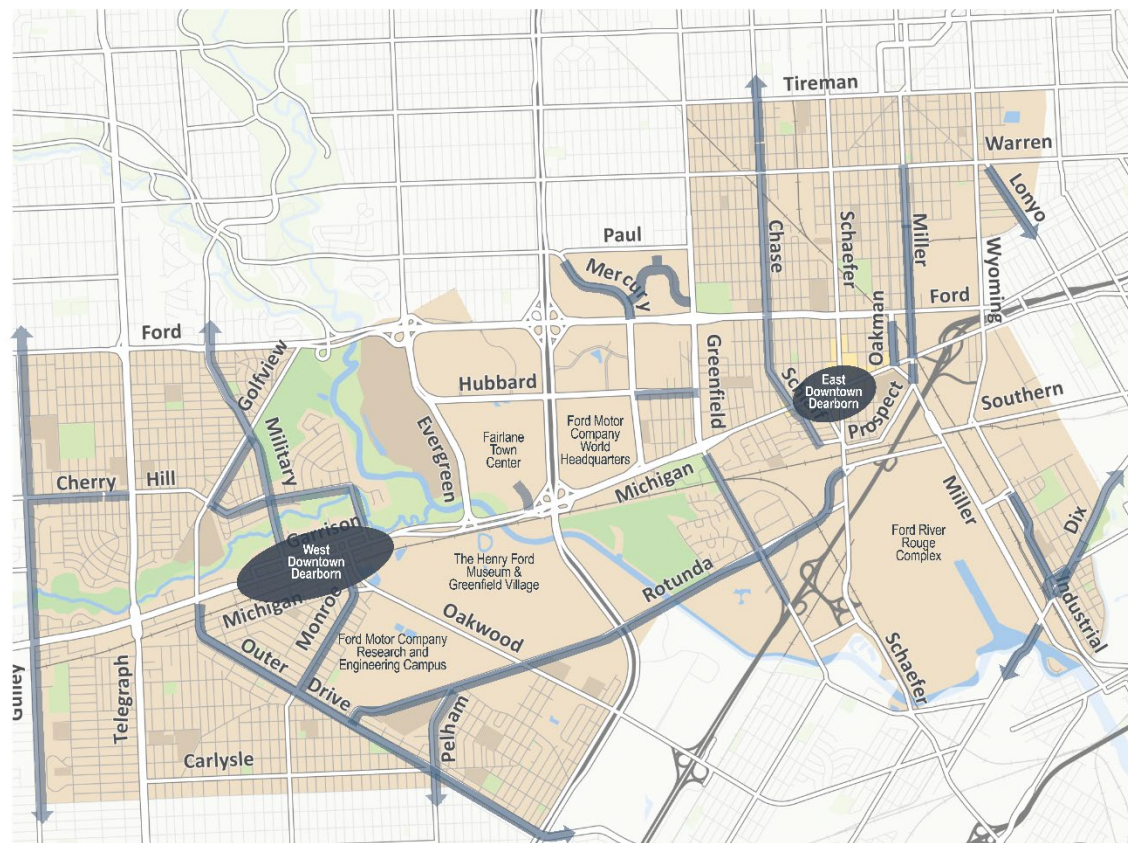 Tireman
Warren
Lonyo
Paul
Mercury
Chase
Schaefer
Miller
Wyoming
Ford
Oakman
Ford
Golfview
Greenfield
Hubbard
East
Downtown
Dearborn
Prospect
Southern
Evergreen
Fairlane
Town
Center
Ford Motor
Company
World
Headquarters
Military
Michigan
Cherry
Hill
Garrison
West
Downtown
Dearborn
The Henry Ford
Museum &
Greenfield Village
Rotunda
Miller
Dix
Ford River
Rouge
Complex
Industrial
Michigan
Monroe
Oakwood
Ford Motor Company
Research and
Engineering Campus
Outer
Drive
Schaefer
Gulley
Telegraph
Pelham
Carlysle